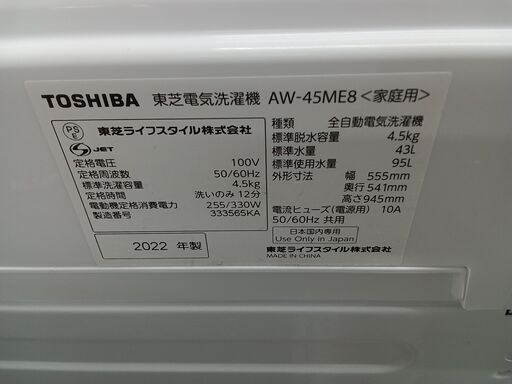 TOSHIBA 東芝電気洗濯機 AW-45ME8<家庭用>
PS
E
東芝ライフスタイル株式会社
S JET
定格電圧 100V
定格周波数 50/60Hz
標準洗濯容量 4.5kg
定格時間 洗いのみ 12分
電動機定格消費電力 255/330W
製造番号 333565KA
2022 年製
種類 全自動電気洗濯機
標準脱水容量 4.5kg
標準水量 43L
標準使用水量 95L
外形寸法 幅 555mm
奥行 541mm
高さ 945mm
電流ヒューズ(電源用) 10A
50/60Hz 共用
日本国内専用
Use Only in Japan
東芝ライフスタイル株式会社
MADE IN CHINA